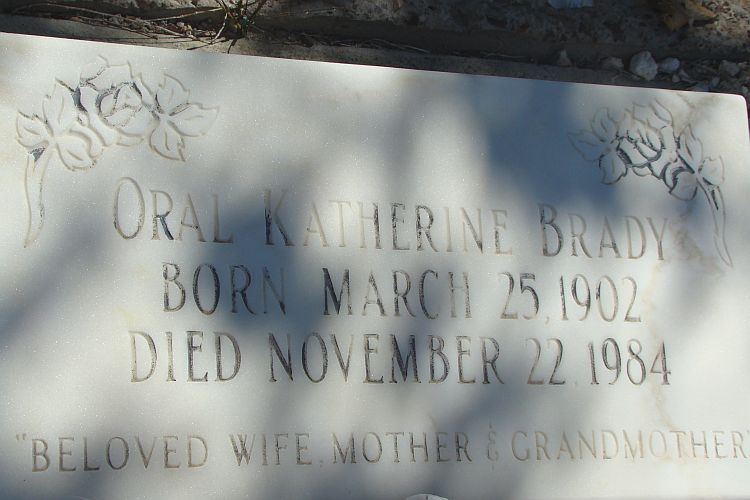 ORAL KATHERINE BRADY
BORN MARCH 25, 1902
DIED NOVEMBER 22, 1984
"BELOVED WIFE, MOTHER & GRANDMOTHER"